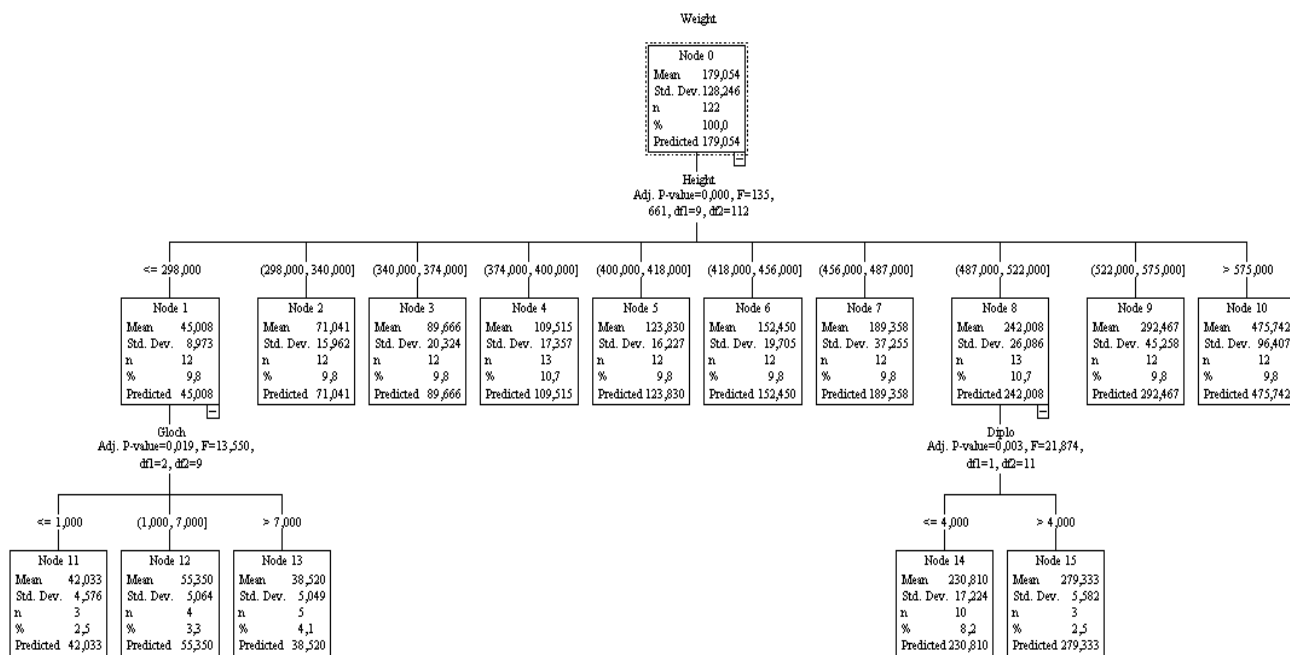 Weight
Node 0
Mean 179,054
Std. Dev. 128,246
n 122
% 100,0
Predicted 179,054
Height
Adj. P-value=0,000, F=135,
661, df1=9, df2=112
<= 298,000
(298,000, 340,000]
(340,000, 374,000]
(374,000, 400,000]
(400,000, 418,000]
(418,000, 456,000]
(456,000, 487,000]
(487,000, 522,000]
(522,000, 575,000]
> 575,000
Node 1
Mean 45,008
Std. Dev. 8,973
n 12
% 9,8
Predicted 45,008
Node 2
Mean 71,041
Std. Dev. 15,962
n 12
% 9,8
Predicted 71,041
Node 3
Mean 89,666
Std. Dev. 20,324
n 12
% 9,8
Predicted 89,666
Node 4
Mean 109,515
Std. Dev. 17,357
n 13
% 10,7
Predicted 109,515
Node 5
Mean 123,830
Std. Dev. 16,227
n 12
% 9,8
Predicted 123,830
Node 6
Mean 152,450
Std. Dev. 19,705
n 12
% 9,8
Predicted 152,450
Node 7
Mean 189,358
Std. Dev. 37,255
n 12
% 9,8
Predicted 189,358
Node 8
Mean 242,008
Std. Dev. 26,086
n 13
% 10,7
Predicted 242,008
Node 9
Mean 292,467
Std. Dev. 45,258
n 12
% 9,8
Predicted 292,467
Node 10
Mean 475,742
Std. Dev. 96,407
n 12
% 9,8
Predicted 475,742
Gloch
Adj. P-value=0,019, F=13,550,
df1=2, df2=9
Diplo
Adj. P-value=0,003, F=21,874,
df1=1, df2=11
<= 1,000
(1,000, 7,000]
> 7,000
<= 4,000
> 4,000
Node 11
Mean 42,033
Std. Dev. 4,576
n 3
% 2,5
Predicted 42,033
Node 12
Mean 55,350
Std. Dev. 5,064
n 4
% 3,3
Predicted 55,350
Node 13
Mean 38,520
Std. Dev. 5,049
n 5
% 4,1
Predicted 38,520
Node 14
Mean 230,810
Std. Dev. 17,224
n 10
% 8,2
Predicted 230,810
Node 15
Mean 279,333
Std. Dev. 5,582
n 3
% 2,5
Predicted 279,333